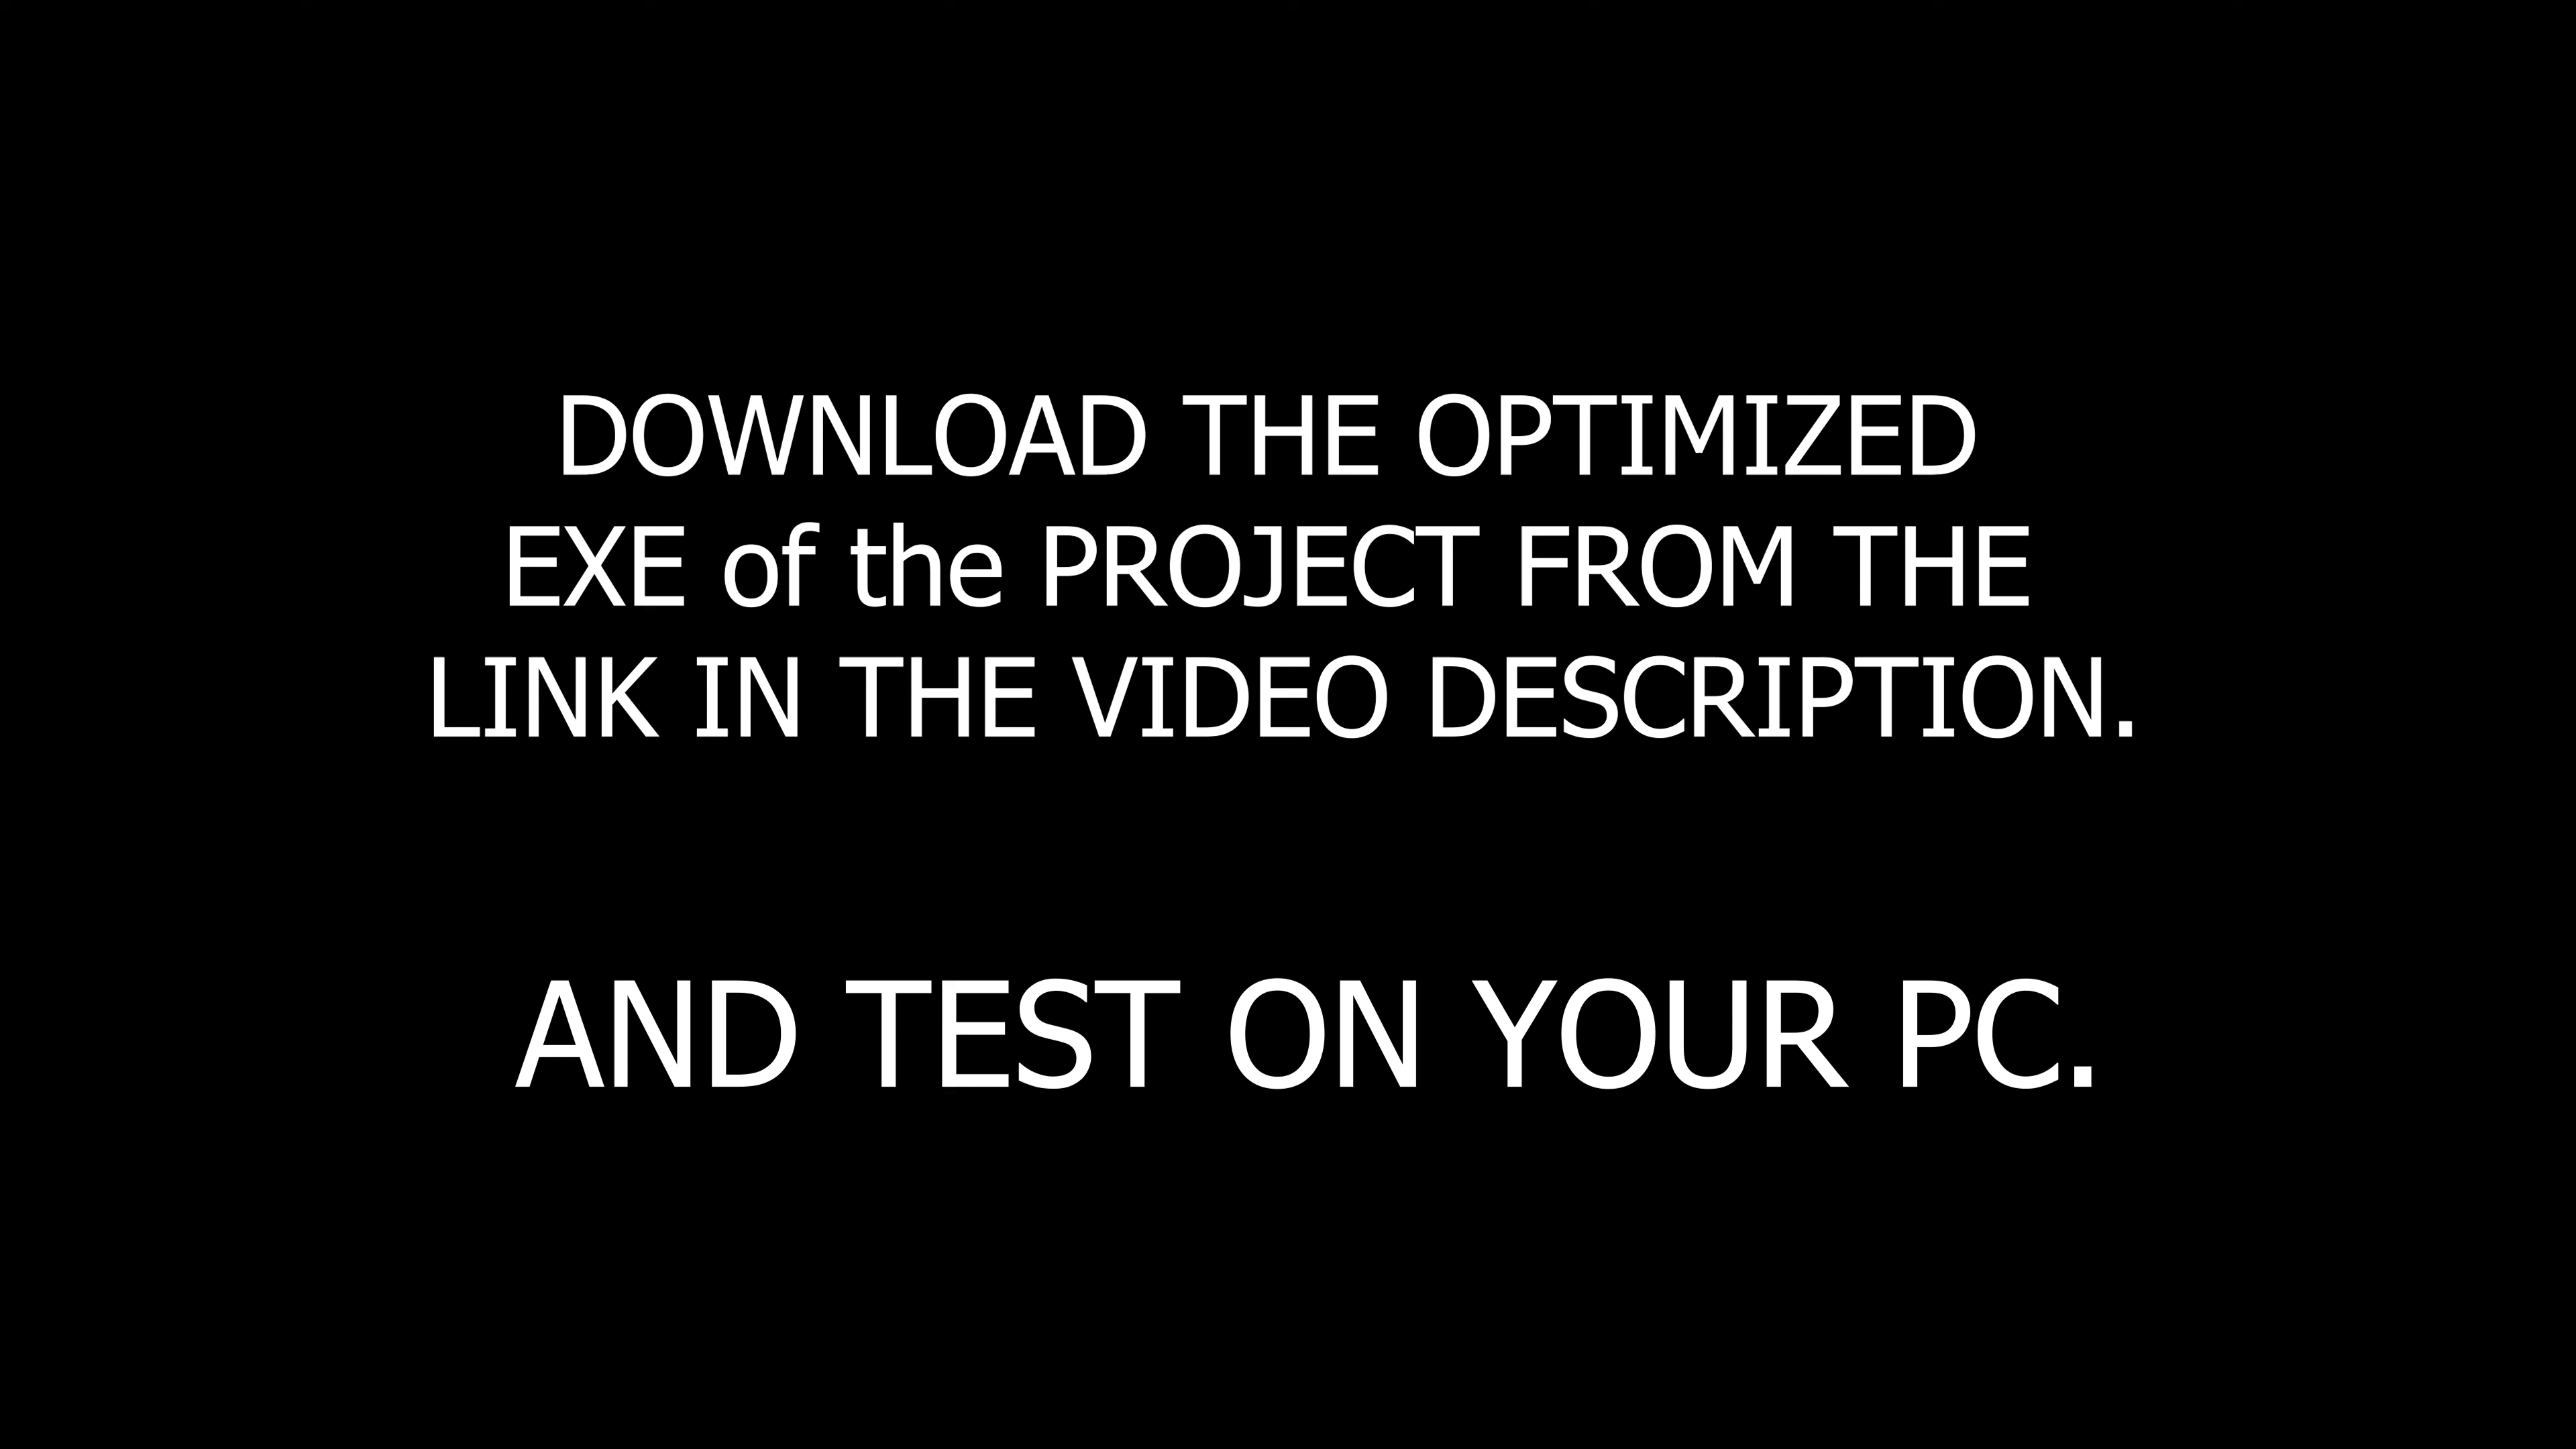 DOWNLOAD THE OPTIMIZED
EXE of the PROJECT FROM THE
LINK IN THE VIDEO DESCRIPTION.
AND TEST ON YOUR PC.